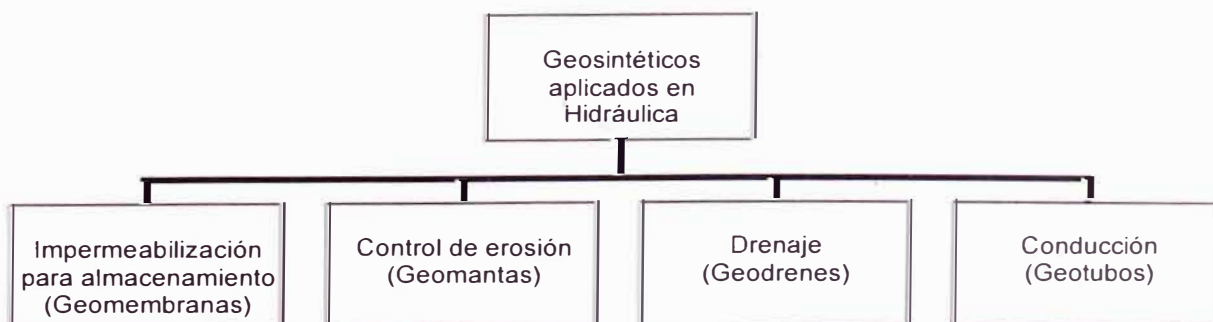 Geosintéticos
aplicados en
Hidráulica
Impermeabilización
para almacenamiento
(Geomembranas)
Control de erosión
(Geomantas)
Drenaje
(Geodrenes)
Conducción
(Geotubos)